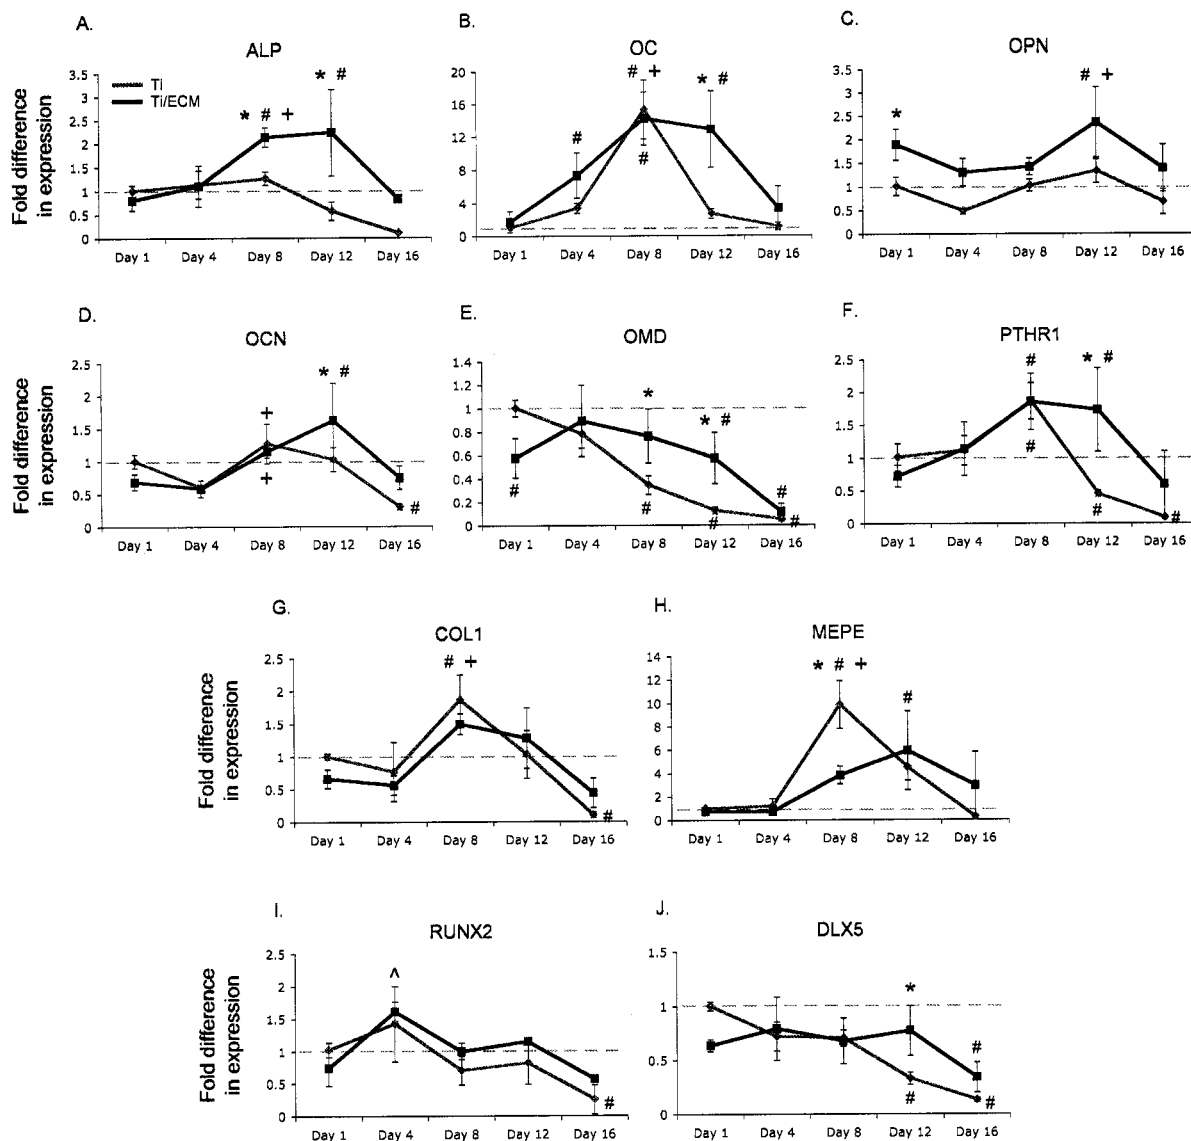 A.
ALP
Fold difference
in expression
3.5
3
2.5
2
1.5
1
0.5
0
Ti
Ti/ECM
* # +
* #
Day 1 Day 4 Day 8 Day 12 Day 16
B.
OC
20
16
12
8
4
0
#
# +
#
* #
Day 1 Day 4 Day 8 Day 12 Day 16
C.
OPN
3.5
3
2.5
2
1.5
1
0.5
0
*
# +
Day 1 Day 4 Day 8 Day 12 Day 16
D.
OCN
Fold difference
in expression
2.5
2
1.5
1
0.5
0
+
+
* #
#
Day 1 Day 4 Day 8 Day 12 Day 16
E.
OMD
1.4
1.2
1
0.8
0.6
0.4
0.2
0
#
*
#
* #
#
#
#
Day 1 Day 4 Day 8 Day 12 Day 16
F.
PTHR1
2.5
2
1.5
1
0.5
0
#
#
* #
#
#
Day 1 Day 4 Day 8 Day 12 Day 16
G.
COL1
Fold difference
in expression
2.5
2
1.5
1
0.5
0
# +
#
Day 1 Day 4 Day 8 Day 12 Day 16
H.
MEPE
14
12
10
8
6
4
2
0
* # +
#
Day 1 Day 4 Day 8 Day 12 Day 16
I.
RUNX2
Fold difference
in expression
2.5
2
1.5
1
0.5
0
^
#
Day 1 Day 4 Day 8 Day 12 Day 16
J.
DLX5
1.5
1
0.5
0
*
#
#
#
Day 1 Day 4 Day 8 Day 12 Day 16